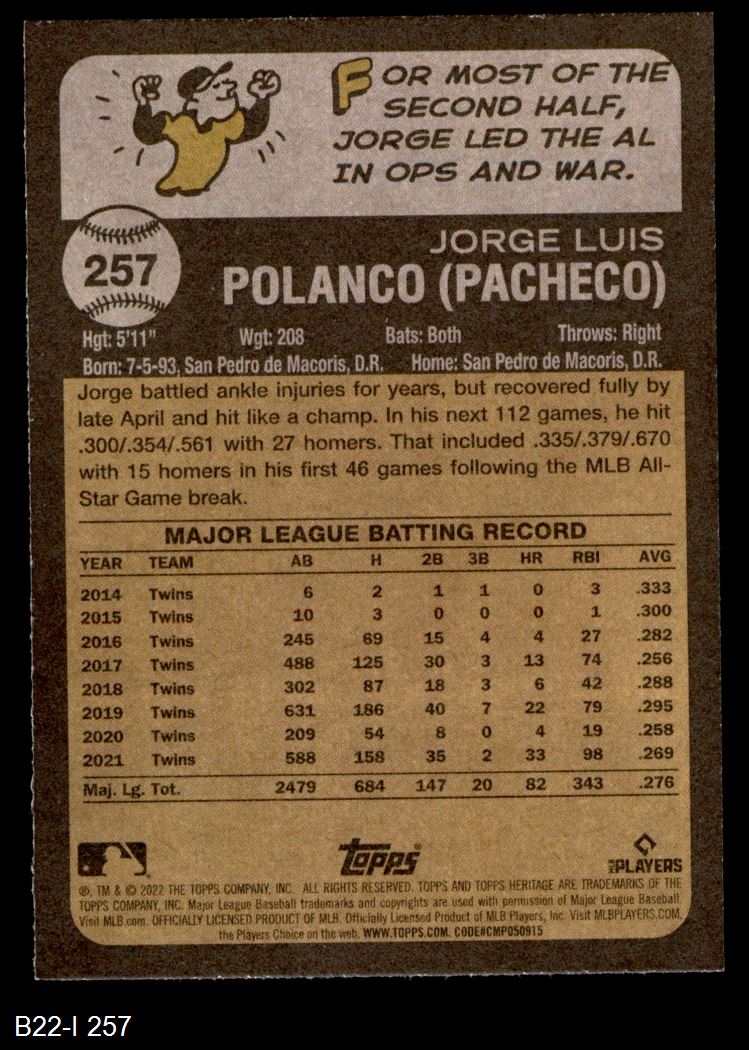 FOR MOST OF THE
SECOND HALF,
JORGE LED THE AL
IN OPS AND WAR.
257
JORGE LUIS
POLANCO (PACHECO)
Hgt: 5'11" Wgt: 208 Bats: Both Throws: Right
Born: 7-5-93, San Pedro de Macoris, D.R. Home: San Pedro de Macoris, D.R.
Jorge battled ankle injuries for years, but recovered fully by
late April and hit like a champ. In his next 112 games, he hit
.300/.354/.561 with 27 homers. That included .335/.379/.670
with 15 homers in his first 46 games following the MLB All-
Star Game break.
MAJOR LEAGUE BATTING RECORD
YEAR TEAM AB H 2B 3B HR RBI AVG
2014 Twins 6 2 1 1 0 3 .333
2015 Twins 10 3 0 0 0 1 .300
2016 Twins 245 69 15 4 4 27 .282
2017 Twins 488 125 30 3 13 74 .256
2018 Twins 302 87 18 3 6 42 .288
2019 Twins 631 186 40 7 22 79 .295
2020 Twins 209 54 8 0 4 19 .258
2021 Twins 588 158 35 2 33 98 .269
Maj. Lg. Tot. 2479 684 147 20 82 343 .276
topps
MLB PLAYERS
®, TM & © 2022 THE TOPPS COMPANY, INC. ALL RIGHTS RESERVED. TOPPS AND TOPPS HERITAGE ARE TRADEMARKS OF THE
TOPPS COMPANY, INC. Major League Baseball trademarks and copyrights are used with permission of Major League Baseball.
Visit MLB.com. OFFICIALLY LICENSED PRODUCT OF MLB. Officially Licensed Product of MLB Players, Inc. Visit MLBPLAYERS.COM,
the Players Choice on the web. WWW.TOPPS.COM. CODE#CMP050915
B22-I 257